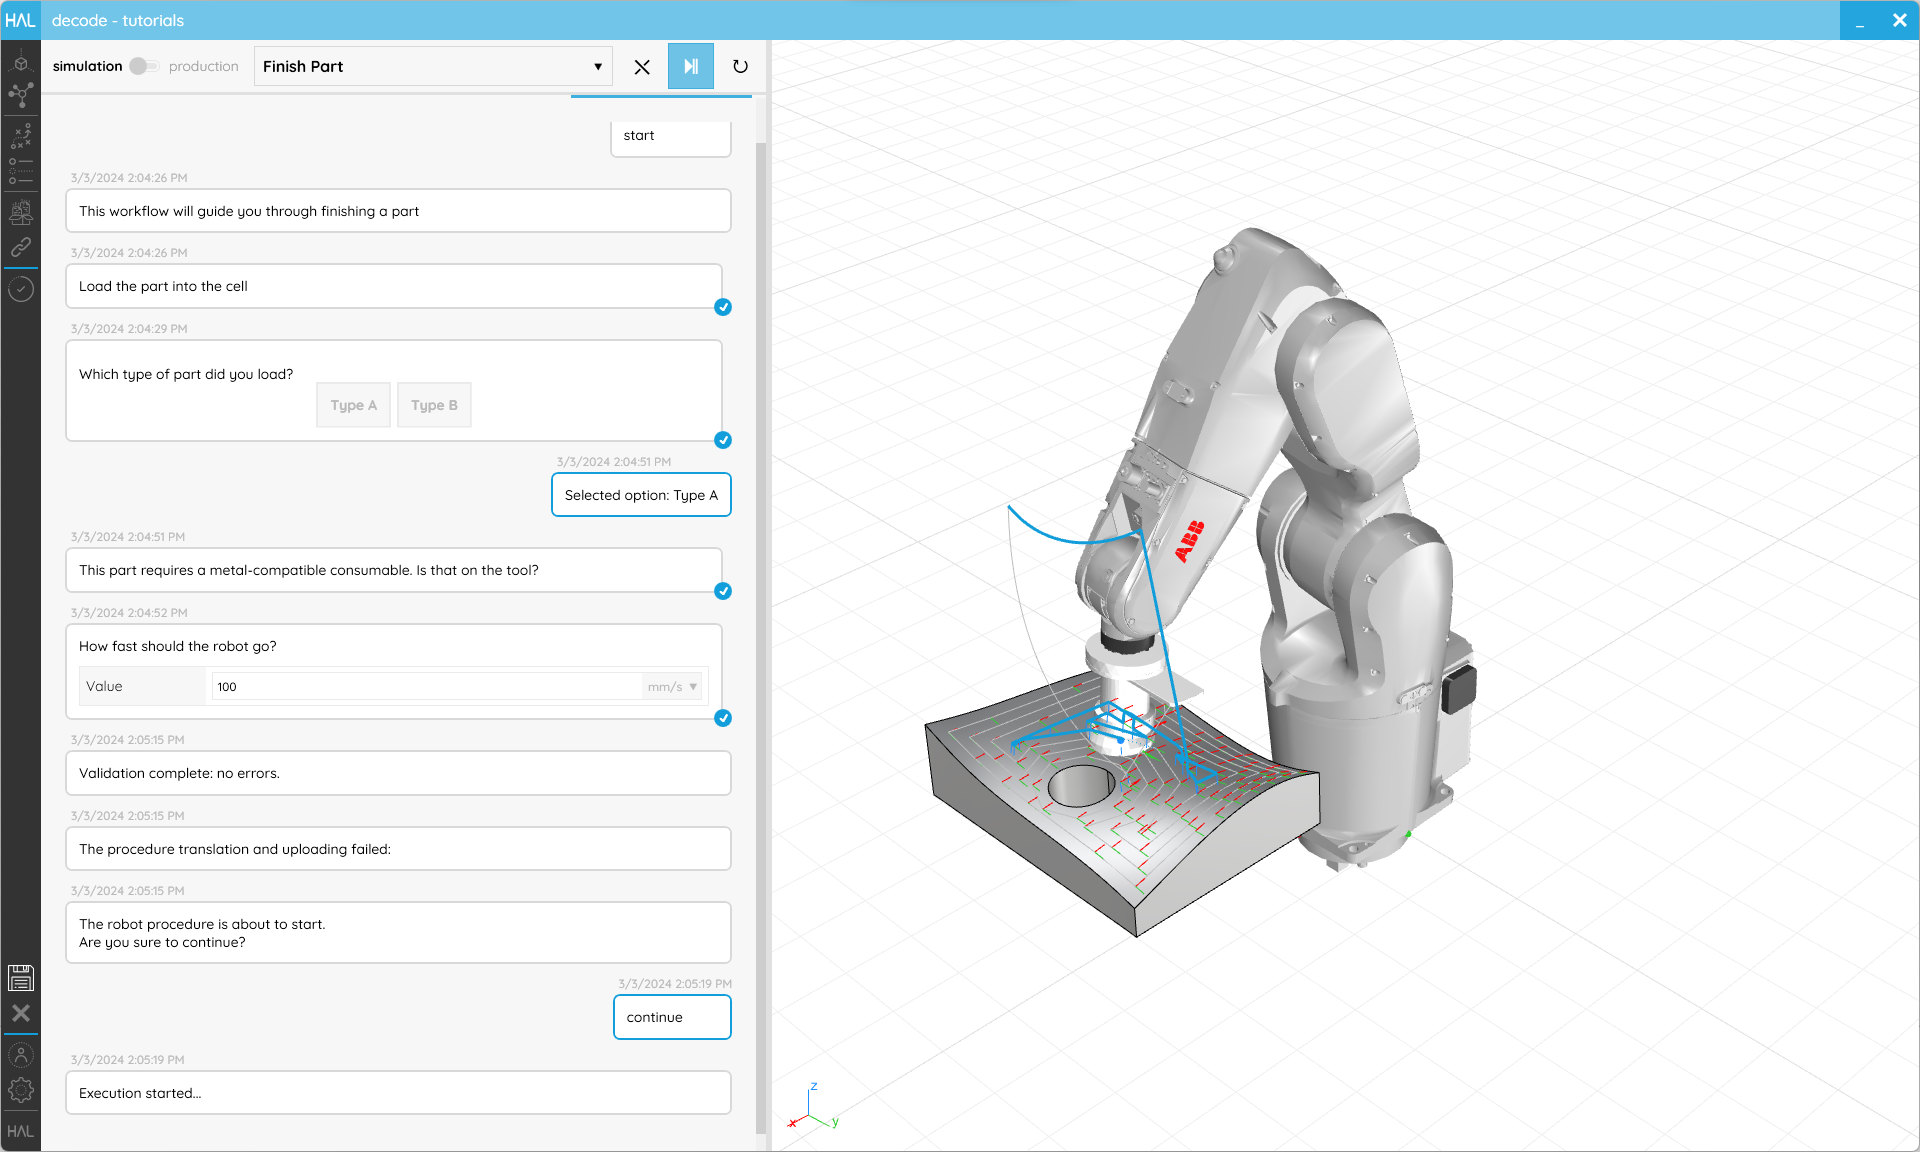 HAL decode - tutorials
simulation production Finish Part
start
3/3/2024 2:04:26 PM
This workflow will guide you through finishing a part
3/3/2024 2:04:26 PM
Load the part into the cell
3/3/2024 2:04:29 PM
Which type of part did you load?
Type A Type B
3/3/2024 2:04:51 PM
Selected option: Type A
3/3/2024 2:04:51 PM
This part requires a metal-compatible consumable. Is that on the tool?
3/3/2024 2:04:52 PM
How fast should the robot go?
Value 100 mm/s
3/3/2024 2:05:15 PM
Validation complete: no errors.
3/3/2024 2:05:15 PM
The procedure translation and uploading failed:
3/3/2024 2:05:15 PM
The robot procedure is about to start.
Are you sure to continue?
3/3/2024 2:05:19 PM
continue
3/3/2024 2:05:19 PM
Execution started...
HAL
ABB
z
x y